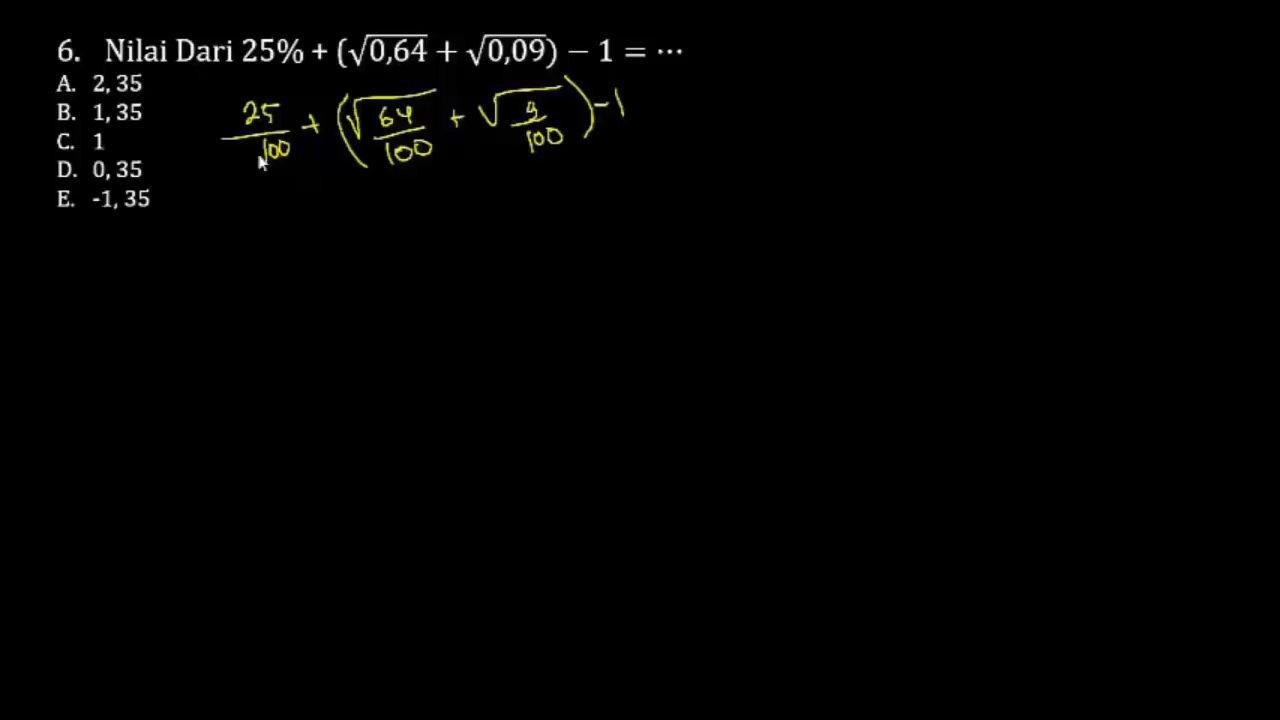 6. Nilai Dari 25% + (√0,64 + √0,09) − 1 = ⋯
A. 2, 35
B. 1, 35
C. 1
D. 0, 35
E. -1, 35
25/100 + (√64/100 + √9/100) − 1